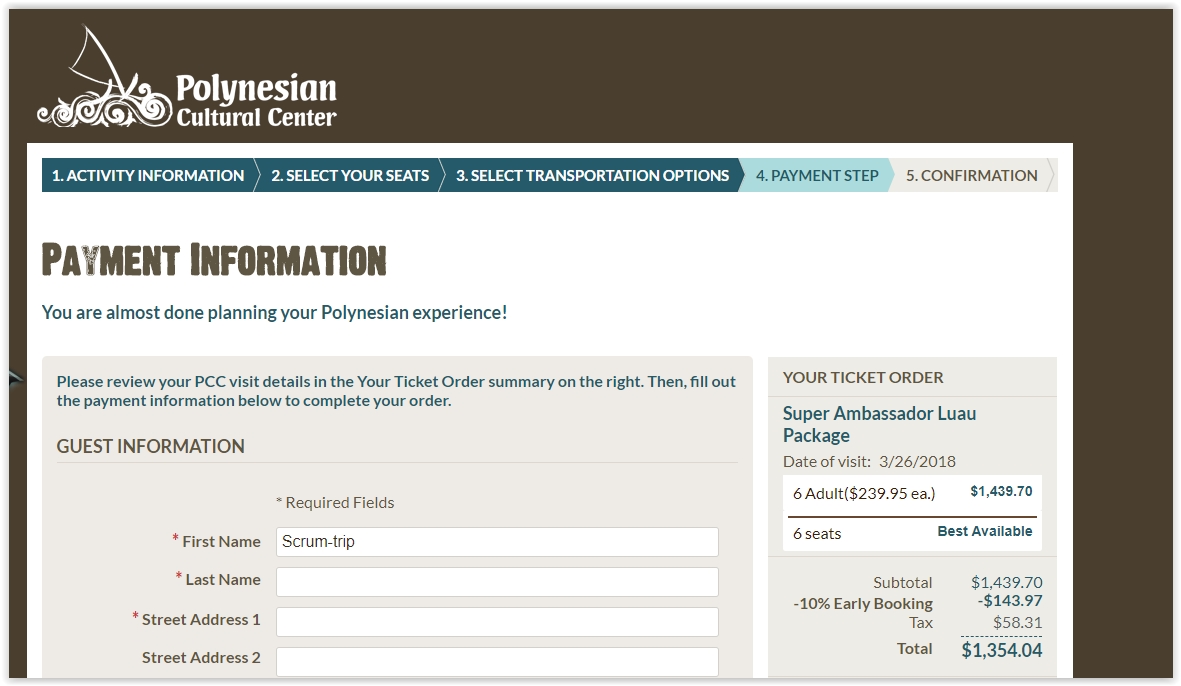 Polynesian
Cultural Center
1. ACTIVITY INFORMATION
2. SELECT YOUR SEATS
3. SELECT TRANSPORTATION OPTIONS
4. PAYMENT STEP
5. CONFIRMATION
PAYMENT INFORMATION
You are almost done planning your Polynesian experience!
Please review your PCC visit details in the Your Ticket Order summary on the right. Then, fill out
the payment information below to complete your order.
GUEST INFORMATION
* Required Fields
* First Name Scrum-trip
* Last Name
* Street Address 1
Street Address 2
YOUR TICKET ORDER
Super Ambassador Luau
Package
Date of visit: 3/26/2018
6 Adult($239.95 ea.) $1,439.70
6 seats Best Available
Subtotal $1,439.70
-10% Early Booking -$143.97
Tax $58.31
Total $1,354.04